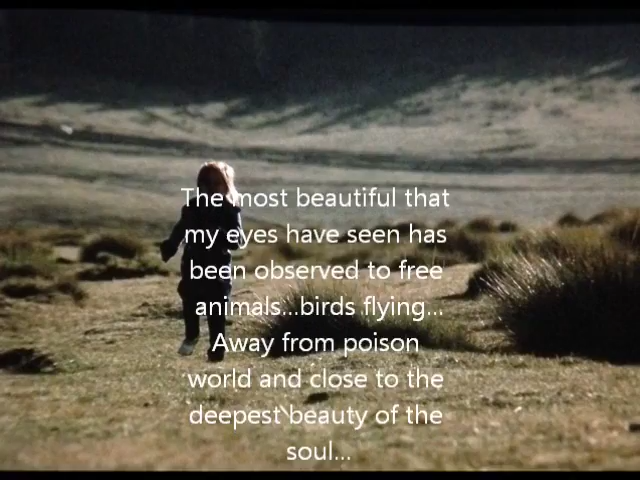 The most beautiful that
my eyes have seen has
been observed to free
animals...birds flying...
Away from poison
world and close to the
deepest beauty of the
soul...